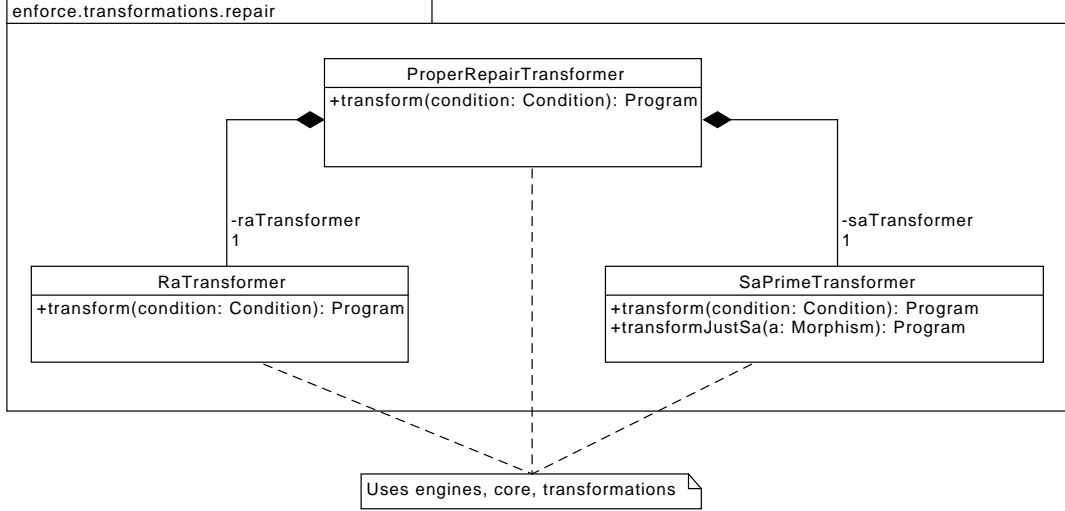 enforce.transformations.repair
ProperRepairTransformer
+transform(condition: Condition): Program
-raTransformer
1
-saTransformer
1
RaTransformer
+transform(condition: Condition): Program
SaPrimeTransformer
+transform(condition: Condition): Program
+transformJustSa(a: Morphism): Program
Uses engines, core, transformations